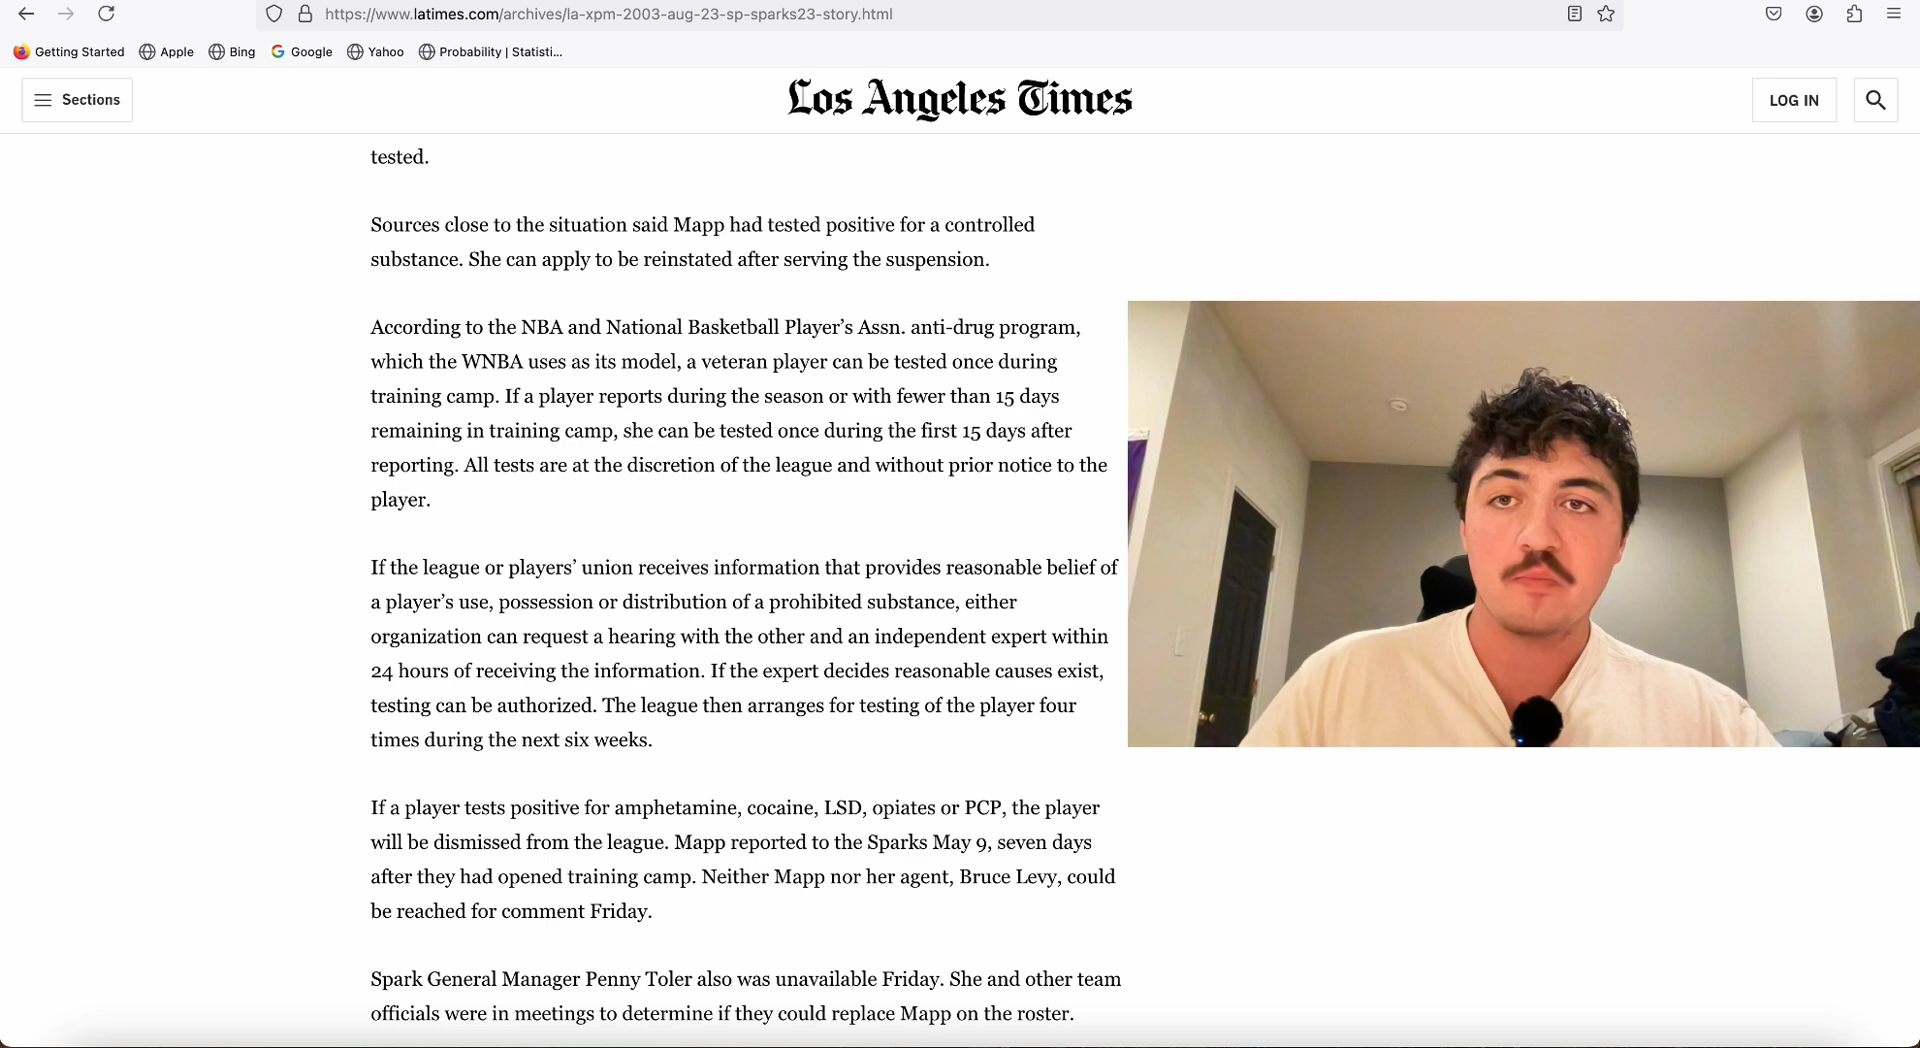 https://www.latimes.com/archives/la-xpm-2003-aug-23-sp-sparks23-story.html
Getting Started Apple Bing Google Yahoo Probability | Statisti...
Sections
Los Angeles Times
LOG IN
tested.
Sources close to the situation said Mapp had tested positive for a controlled
substance. She can apply to be reinstated after serving the suspension.
According to the NBA and National Basketball Player’s Assn. anti-drug program,
which the WNBA uses as its model, a veteran player can be tested once during
training camp. If a player reports during the season or with fewer than 15 days
remaining in training camp, she can be tested once during the first 15 days after
reporting. All tests are at the discretion of the league and without prior notice to the
player.
If the league or players’ union receives information that provides reasonable belief of
a player’s use, possession or distribution of a prohibited substance, either
organization can request a hearing with the other and an independent expert within
24 hours of receiving the information. If the expert decides reasonable causes exist,
testing can be authorized. The league then arranges for testing of the player four
times during the next six weeks.
If a player tests positive for amphetamine, cocaine, LSD, opiates or PCP, the player
will be dismissed from the league. Mapp reported to the Sparks May 9, seven days
after they had opened training camp. Neither Mapp nor her agent, Bruce Levy, could
be reached for comment Friday.
Spark General Manager Penny Toler also was unavailable Friday. She and other team
officials were in meetings to determine if they could replace Mapp on the roster.